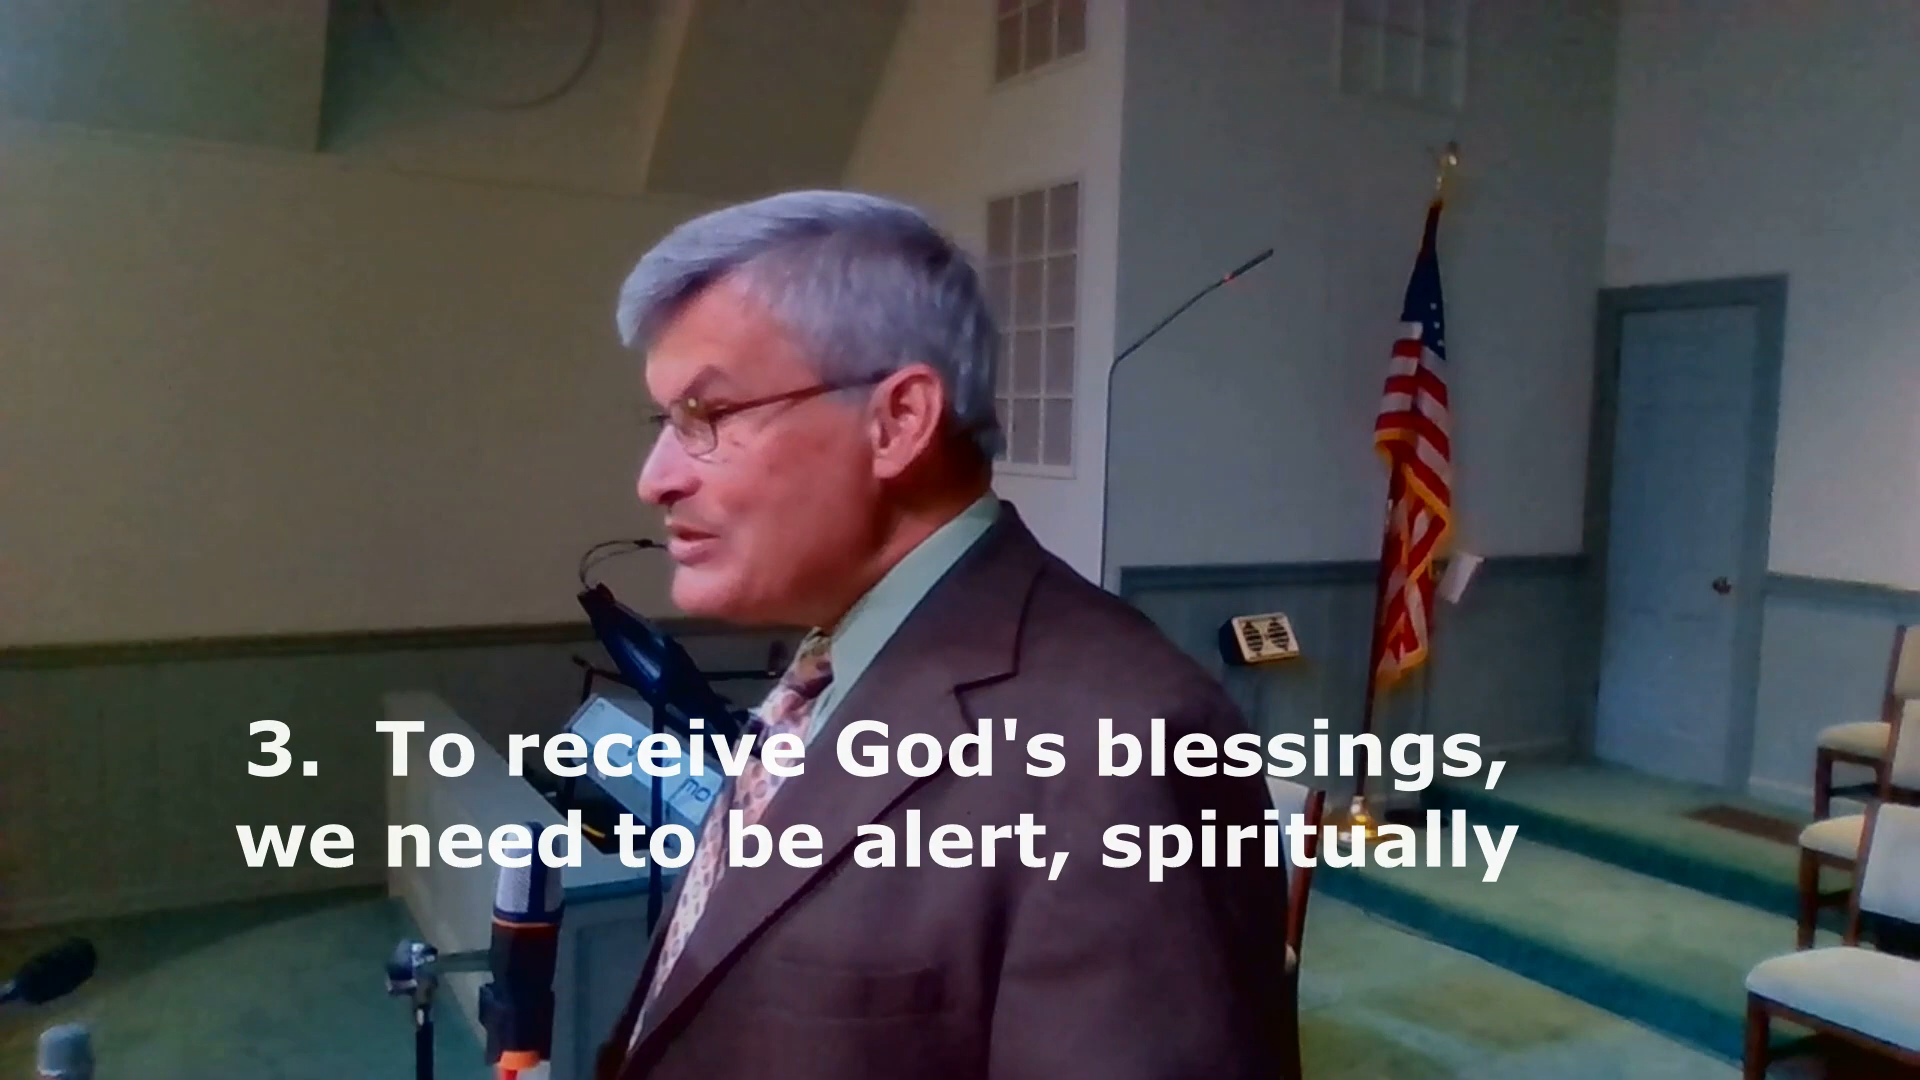 3. To receive God's blessings,
we need to be alert, spiritually